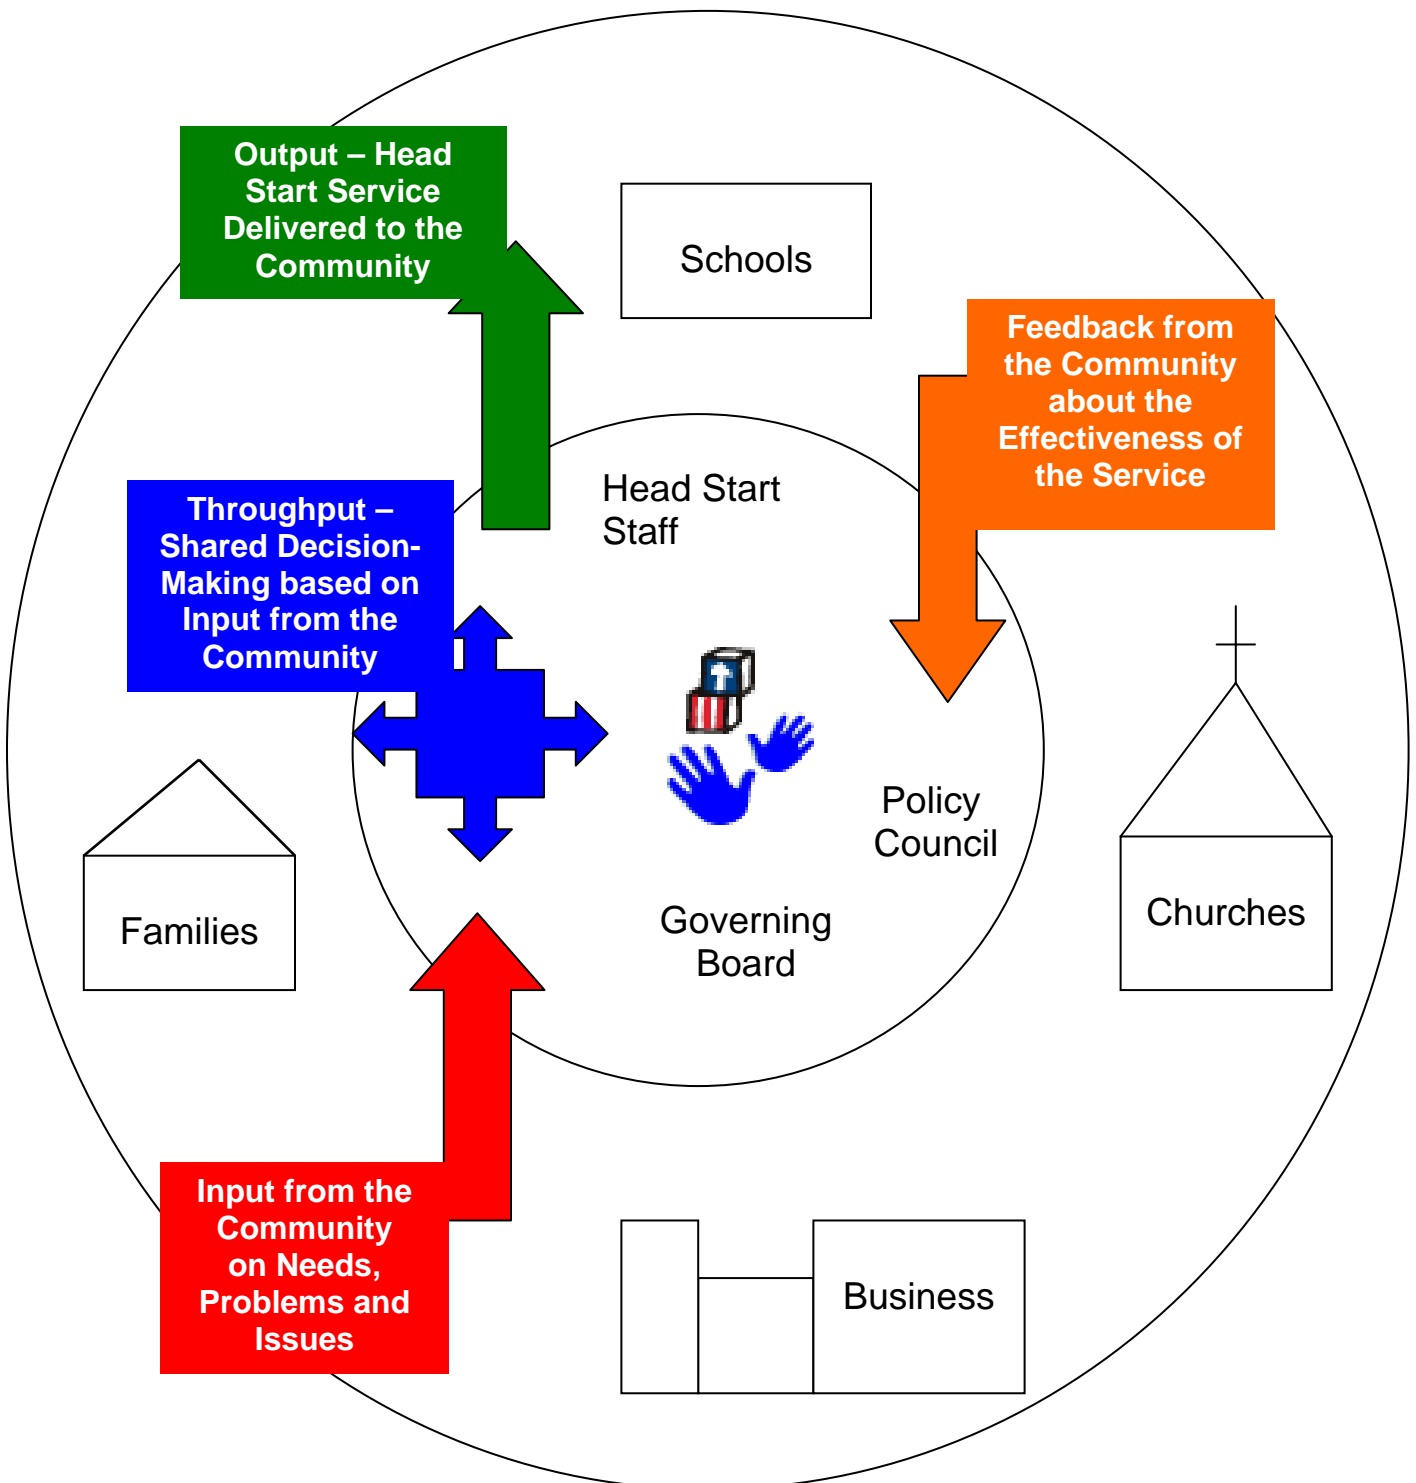 Output – Head
Start Service
Delivered to the
Community
Schools
Feedback from
the Community
about the
Effectiveness of
the Service
Head Start
Staff
Throughput –
Shared Decision-
Making based on
Input from the
Community
Policy
Council
Governing
Board
Families
Churches
Input from the
Community
on Needs,
Problems and
Issues
Business